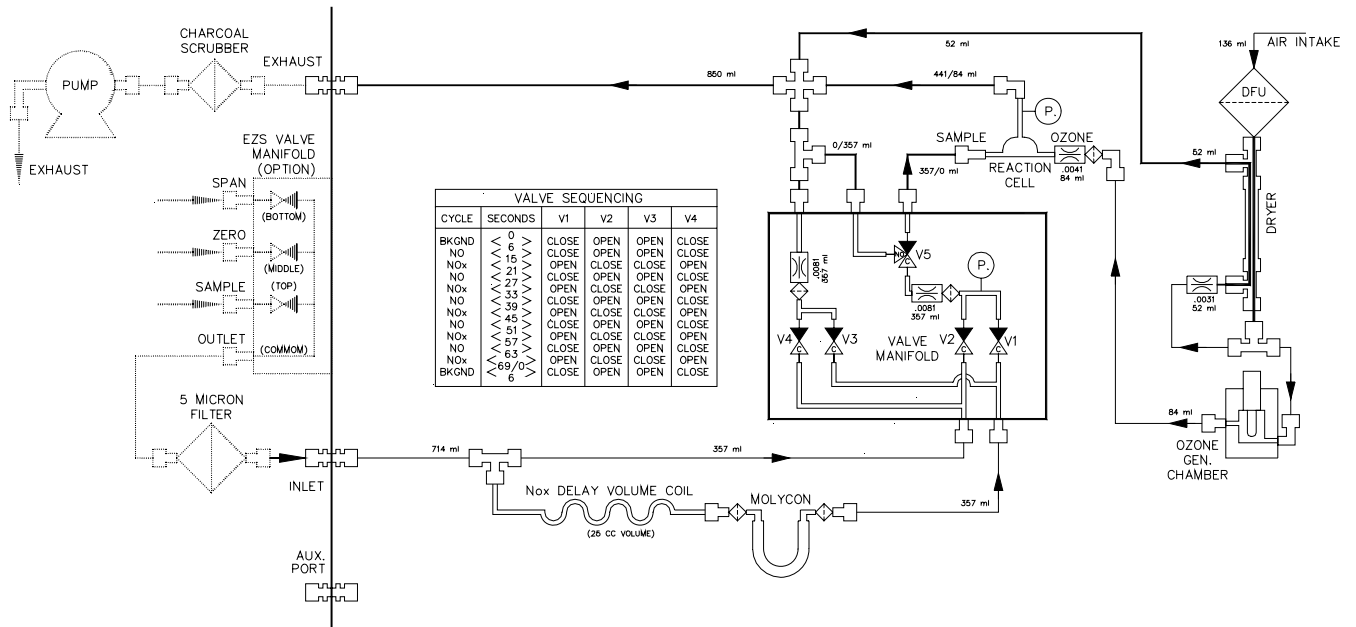 CHARCOAL
SCRUBBER
EXHAUST
PUMP
EXHAUST
EZS VALVE
MANIFOLD
(OPTION)
SPAN
(BOTTOM)
ZERO
(MIDDLE)
(TOP)
SAMPLE
OUTLET
(COMMOM)
5 MICRON
FILTER
INLET
AUX.
PORT
52 ml
850 ml
441/84 ml
136 ml
AIR INTAKE
DFU
P.
SAMPLE
OZONE
0/357 ml
357/0 ml
REACTION
CELL
.0041
84 ml
52 ml
DRYER
.0031
52 ml
VALVE SEQUENCING
CYCLE SECONDS V1 V2 V3 V4
0
BKGND < > CLOSE OPEN OPEN CLOSE
6
NO < > CLOSE OPEN OPEN CLOSE
15
NOx < > OPEN CLOSE CLOSE OPEN
21
NO < > CLOSE OPEN OPEN CLOSE
27
NOx < > OPEN CLOSE CLOSE OPEN
33
NO < > CLOSE OPEN OPEN CLOSE
39
NOx < > OPEN CLOSE CLOSE OPEN
45
NO < > CLOSE OPEN OPEN CLOSE
51
NOx < > OPEN CLOSE CLOSE OPEN
57
NO < > CLOSE OPEN OPEN CLOSE
63
NOx < > OPEN CLOSE CLOSE OPEN
69/0
BKGND < > CLOSE OPEN OPEN CLOSE
6
.0081
357 ml
NO
C
V5
P.
.0081
357 ml
V4
C
V3
C
V2
C
V1
C
VALVE
MANIFOLD
84 ml
OZONE
GEN.
CHAMBER
714 ml
357 ml
Nox DELAY VOLUME COIL
(25 CC VOLUME)
MOLYCON
357 ml